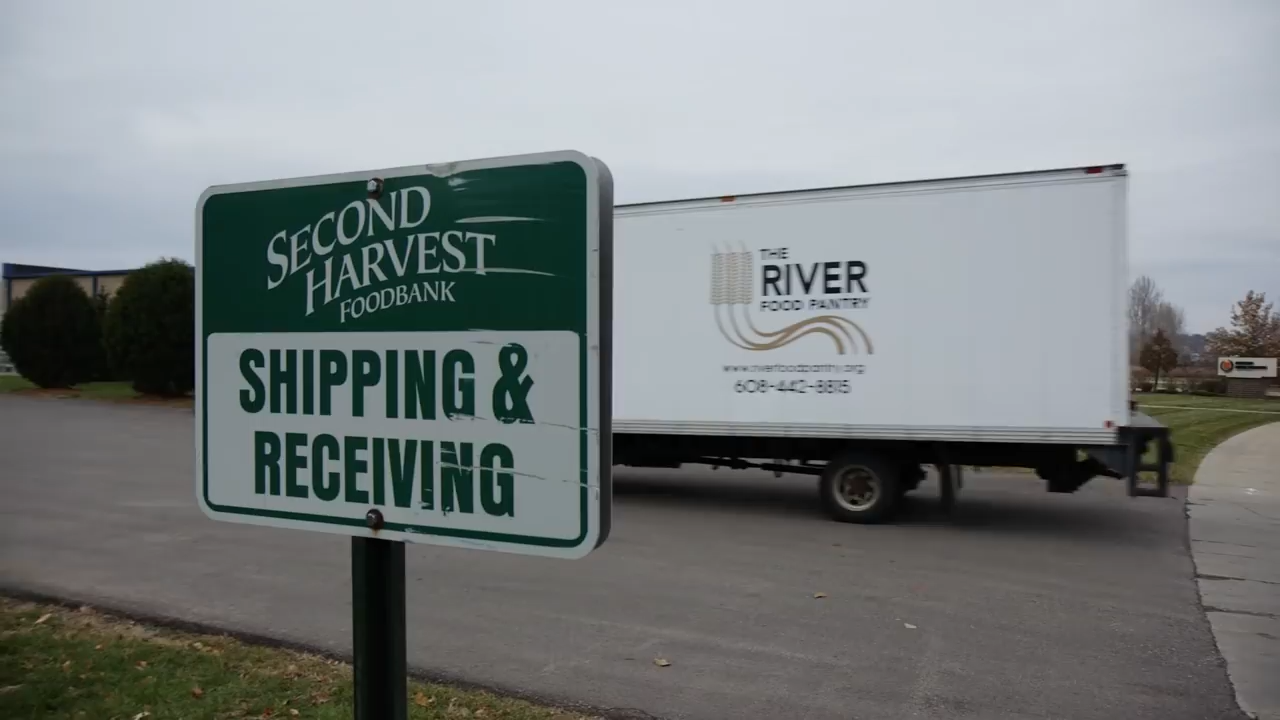 SECOND
HARVEST
FOODBANK
SHIPPING &
RECEIVING
THE
RIVER
FOOD PANTRY
www.riverfoodpantry.org
608-442-8815